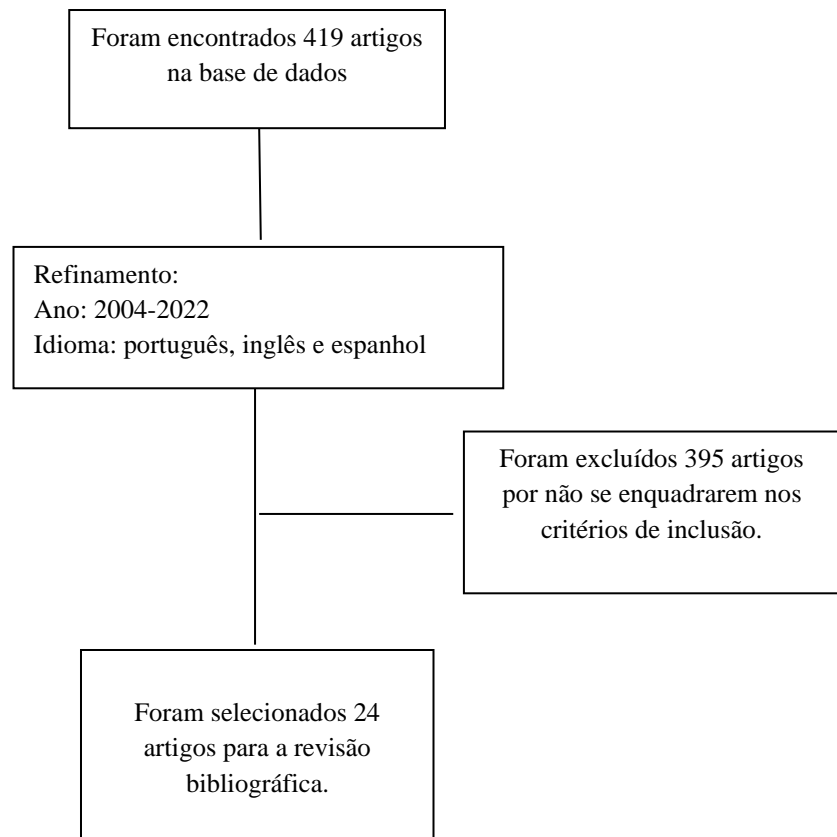 Foram encontrados 419 artigos
na base de dados
Refinamento:
Ano: 2004-2022
Idioma: português, inglês e espanhol
Foram excluídos 395 artigos
por não se enquadrarem nos
critérios de inclusão.
Foram selecionados 24
artigos para a revisão
bibliográfica.